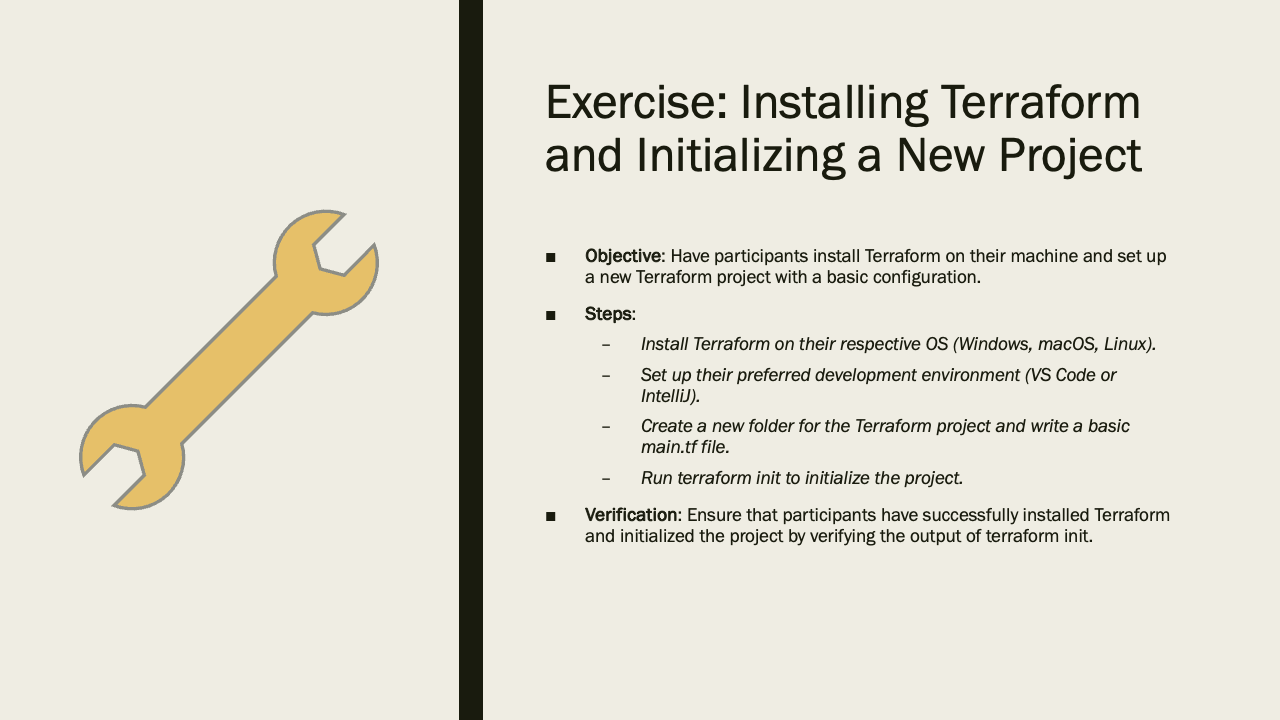 Exercise: Installing Terraform
and Initializing a New Project
■ Objective: Have participants install Terraform on their machine and set up
a new Terraform project with a basic configuration.
■ Steps:
– Install Terraform on their respective OS (Windows, macOS, Linux).
– Set up their preferred development environment (VS Code or
IntelliJ).
– Create a new folder for the Terraform project and write a basic
main.tf file.
– Run terraform init to initialize the project.
■ Verification: Ensure that participants have successfully installed Terraform
and initialized the project by verifying the output of terraform init.